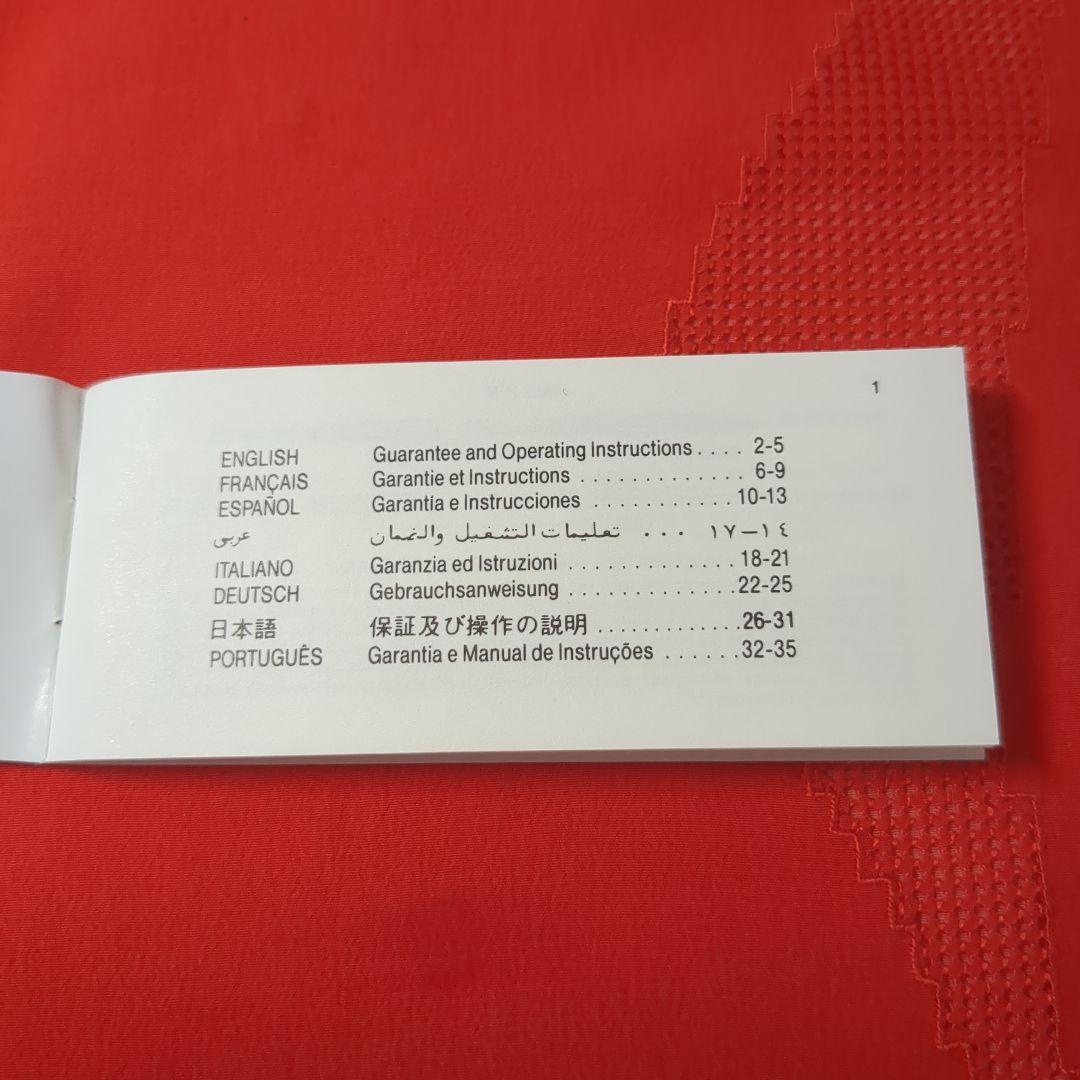 1
ENGLISH Guarantee and Operating Instructions . . . . 2-5
FRANÇAIS Garantie et Instructions . . . . . . . . . . . . . . 6-9
ESPAÑOL Garantía e Instrucciones . . . . . . . . . . . . 10-13
عربى تعليمات التشغيل والضمان . . . ١٤–١٧
ITALIANO Garanzia ed Istruzioni . . . . . . . . . . . . . 18-21
DEUTSCH Gebrauchsanweisung . . . . . . . . . . . . . 22-25
日本語 保証及び操作の説明 . . . . . . . . . . . 26-31
PORTUGUÊS Garantia e Manual de Instruções . . . . . . 32-35